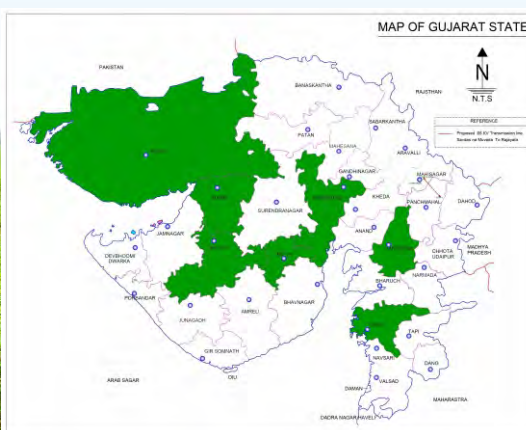 MAP OF GUJARAT STATE
N
N.T.S
PAKISTAN
RAJSTHAN
BANASKANTHA
REFERENCE
PATAN
SABARKANTHA
MAHESANA
ARAVALLI
GANDHINAGAR
MAHISAGAR
SURENDRANAGAR
KHEDA
PANCHMAHAL
DAHOD
ANAND
JAMNAGAR
DEVBHOOMI
DWARKA
CHHOTA
UDAIPUR
MADHYA
PRADESH
NARMADA
PORBANDAR
BHARUCH
JUNAGADH
AMRELI
BHAVNAGAR
TAPI
GIR SOMNATH
NAVSARI
DIU
DANG
ARAB SAGAR
DAMAN
VALSAD
MAHARASTRA
DADRA NAGAR HAVELI